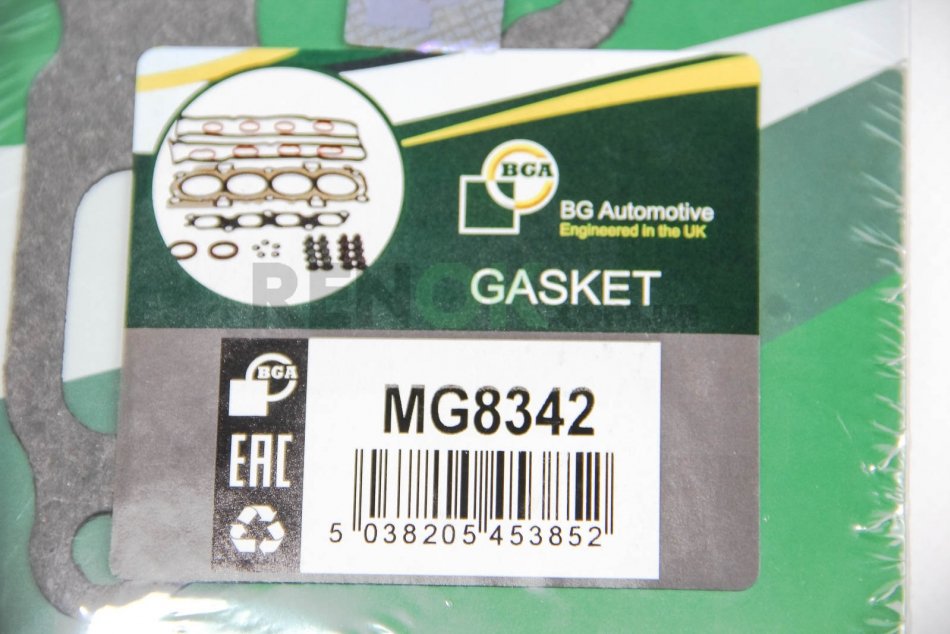 BGA
BG Automotive
Engineered in the UK
GASKET
BGA
MG8342
EAC
5 038205 453852